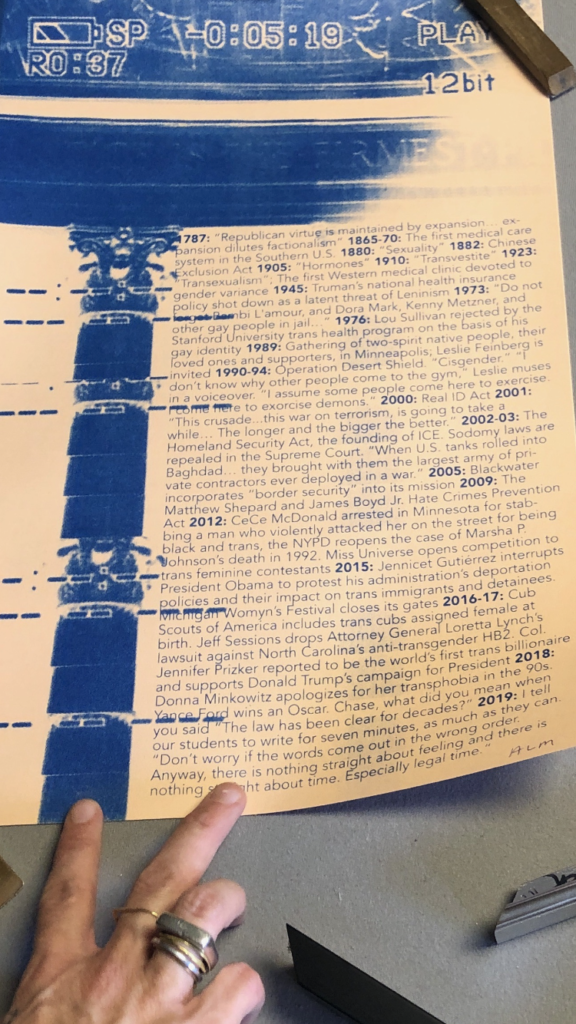 SP -0:05:19 PLAY
R0:37
12bit
FIRMESTA
1787: "Republican virtue is maintained by expansion ... ex-
pansion dilutes factionalism" 1865-70: The first medical care
system in the Southern U.S. 1880: "Sexuality" 1882: Chinese
Exclusion Act 1905: "Hormones" 1910: "Transvestite" 1923:
"Transexualism"; The first Western medical clinic devoted to
gender variance 1945: Truman's national health insurance
policy shot down as a latent threat of Leninism 1973: "Do not
forget Bambi L'amour, and Dora Mark, Kenny Metzner, and
other gay people in jail...." 1976: Lou Sullivan rejected by the
Stanford University trans health program on the basis of his
gay identity 1989: Gathering of two-spirit native people, their
loved ones and supporters, in Minneapolis; Leslie Feinberg is
invited 1990-94: Operation Desert Shield. "Cisgender." "I
don't know why other people come to the gym," Leslie muses
in a voiceover. "I assume some people come here to exercise.
I come here to exorcise demons." 2000: Real ID Act 2001:
"This crusade...this war on terrorism, is going to take a
while... The longer and the bigger the better." 2002-03: The
Homeland Security Act, the founding of ICE. Sodomy laws are
repealed in the Supreme Court. "When U.S. tanks rolled into
Baghdad... they brought with them the largest army of pri-
vate contractors ever deployed in a war." 2005: Blackwater
incorporates "border security" into its mission 2009: The
Matthew Shepard and James Boyd Jr. Hate Crimes Prevention
Act 2012: CeCe McDonald arrested in Minnesota for stab-
bing a man who violently attacked her on the street for being
black and trans, the NYPD reopens the case of Marsha P.
Johnson's death in 1992. Miss Universe opens competition to
trans feminine contestants 2015: Jennicet Gutiérrez interrupts
President Obama to protest his administration's deportation
policies and their impact on trans immigrants and detainees.
Michigan Womyn's Festival closes its gates 2016-17: Cub
Scouts of America includes trans cubs assigned female at
birth. Jeff Sessions drops Attorney General Loretta Lynch's
lawsuit against North Carolina's anti-transgender HB2. Col.
Jennifer Prizker reported to be the world's first trans billionaire
and supports Donald Trump's campaign for President 2018:
Donna Minkowitz apologizes for her transphobia in the 90s.
Yance Ford wins an Oscar. Chase, what did you mean when
you said "The law has been clear for decades?" 2019: I tell
our students to write for seven minutes, as much as they can.
"Don't worry if the words come out in the wrong order.
Anyway, there is nothing straight about feeling and there is
nothing straight about time. Especially legal time."
ALM